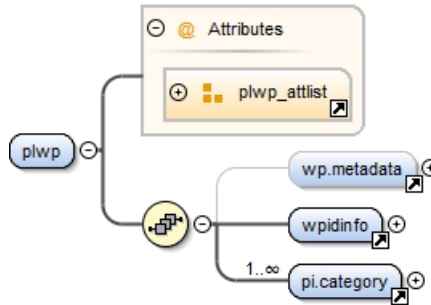 @ Attributes
plwp_attlist
plwp
wp.metadata
wpidinfo
1..∞
pi.category